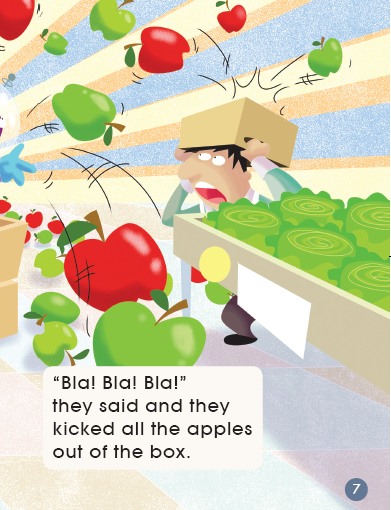 “Bla! Bla! Bla!”
they said and they
kicked all the apples
out of the box.
7